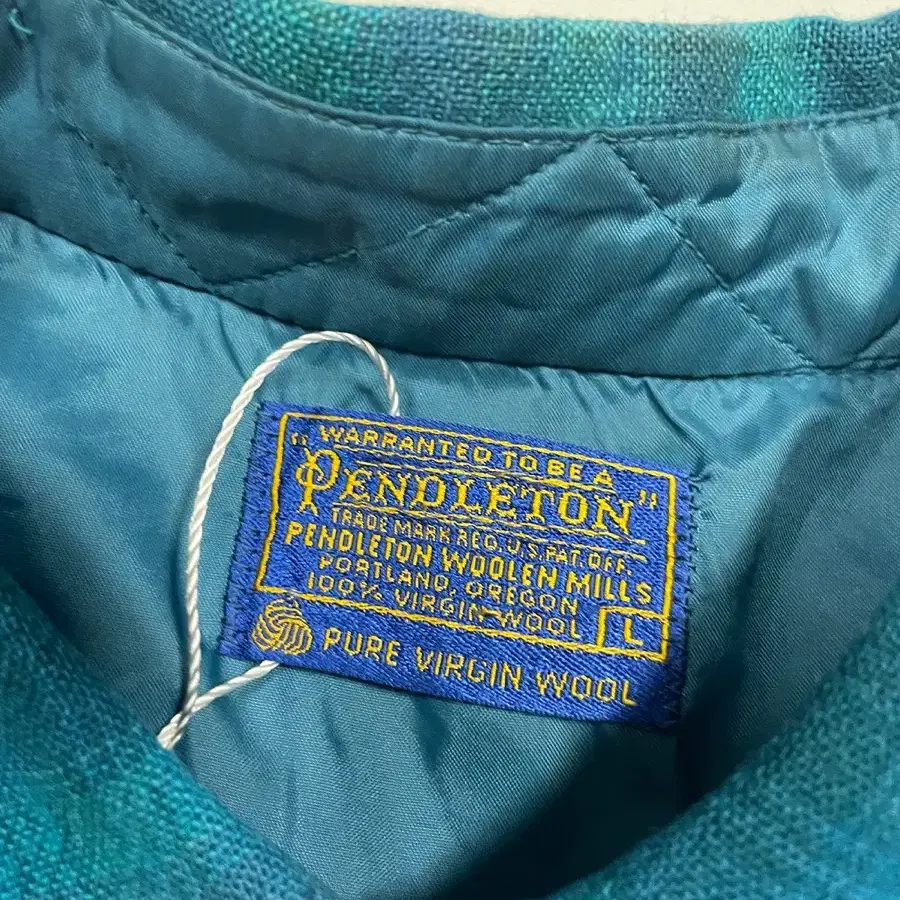 "WARRANTED TO BE A
PENDLETON"
TRADE MARK REG. U.S. PAT. OFF.
PENDLETON WOOLEN MILLS
PORTLAND, OREGON
100% VIRGIN WOOL
L
PURE VIRGIN WOOL